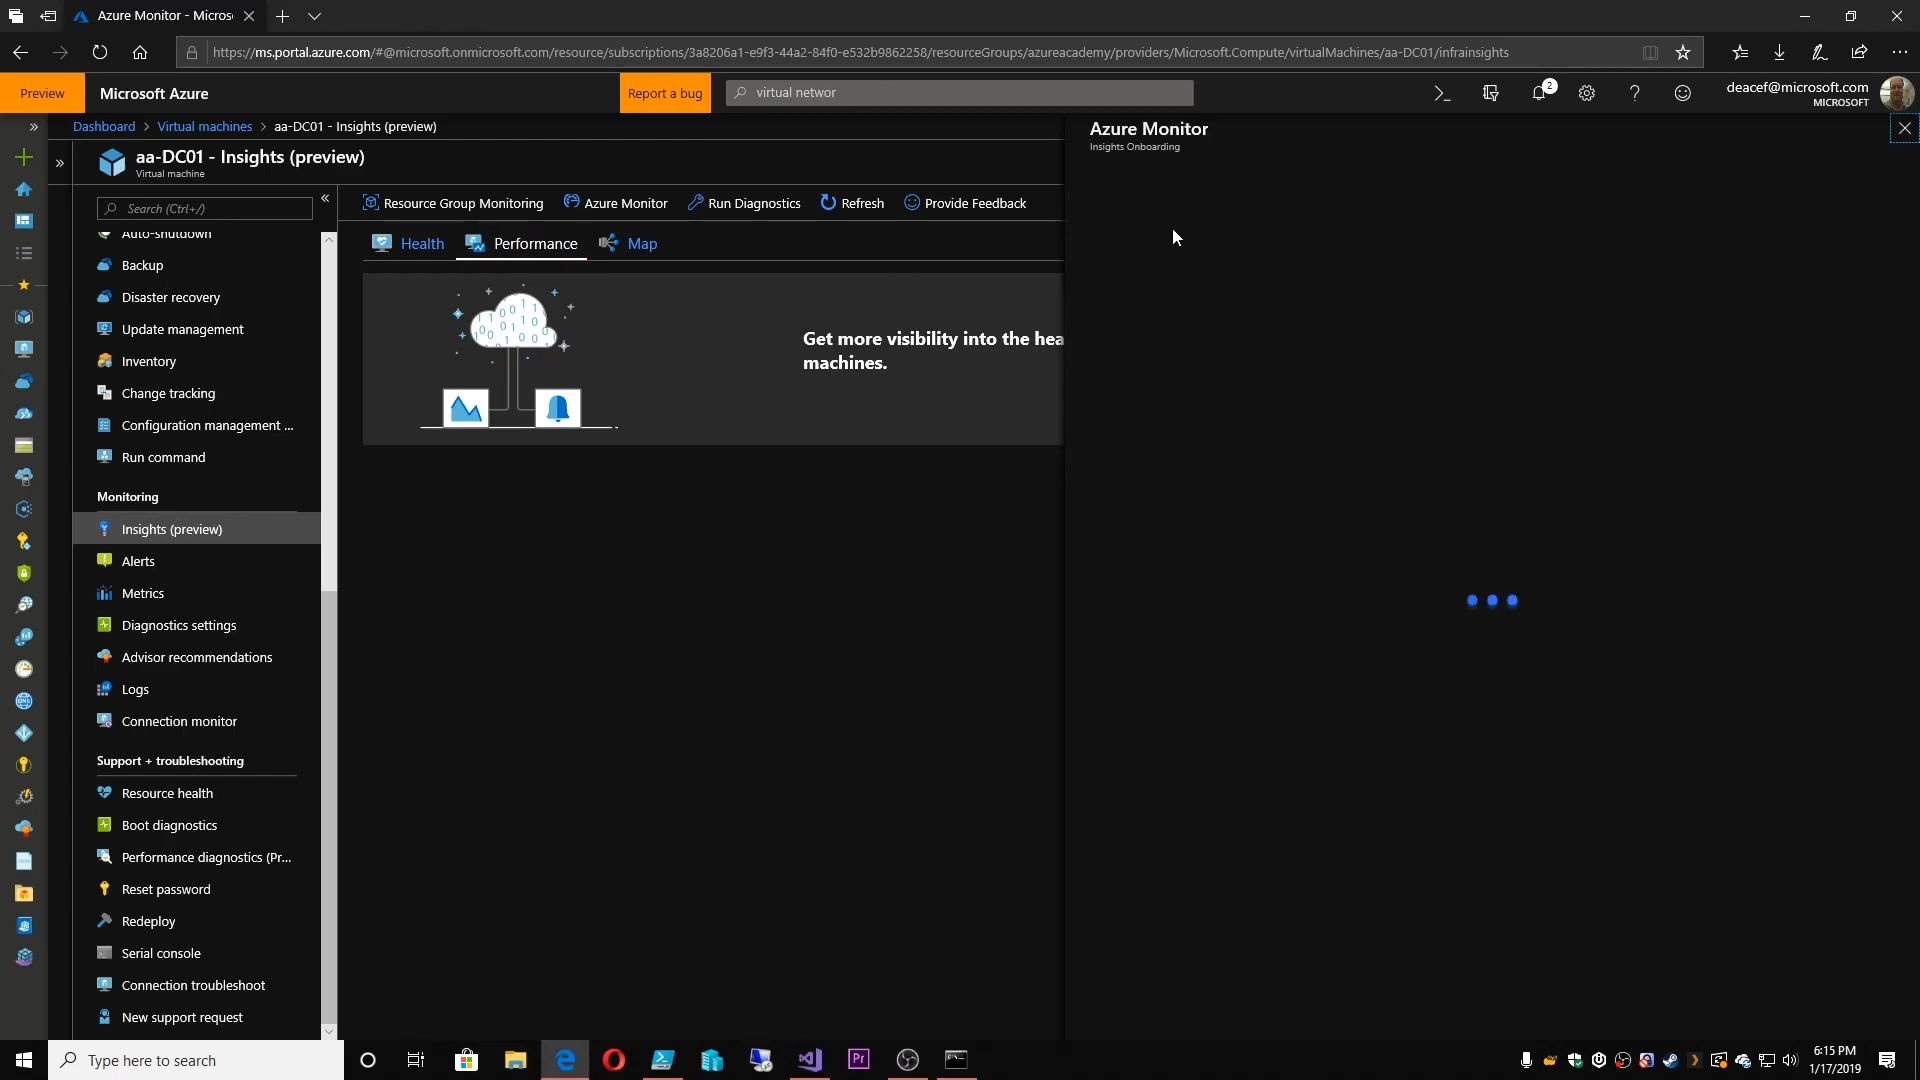 Azure Monitor - Micros
https://ms.portal.azure.com/#@microsoft.onmicrosoft.com/resource/subscriptions/3a8206a1-e9f3-44a2-84f0-e532b9862258/resourceGroups/azureacademy/providers/Microsoft.Compute/virtualMachines/aa-DC01/infrainsights
Preview
Microsoft Azure
Report a bug
virtual networ
2
deacef@microsoft.com
MICROSOFT
Dashboard > Virtual machines > aa-DC01 - Insights (preview)
aa-DC01 - Insights (preview)
Virtual machine
Azure Monitor
Insights Onboarding
Search (Ctrl+/)
Resource Group Monitoring
Azure Monitor
Run Diagnostics
Refresh
Provide Feedback
Health
Performance
Map
Get more visibility into the hea
machines.
Auto-shutdown
Backup
Disaster recovery
Update management
Inventory
Change tracking
Configuration management ...
Run command
Monitoring
Insights (preview)
Alerts
Metrics
Diagnostics settings
Advisor recommendations
Logs
Connection monitor
Support + troubleshooting
Resource health
Boot diagnostics
Performance diagnostics (Pr...
Reset password
Redeploy
Serial console
Connection troubleshoot
New support request
Type here to search
Pr
6:15 PM
1/17/2019